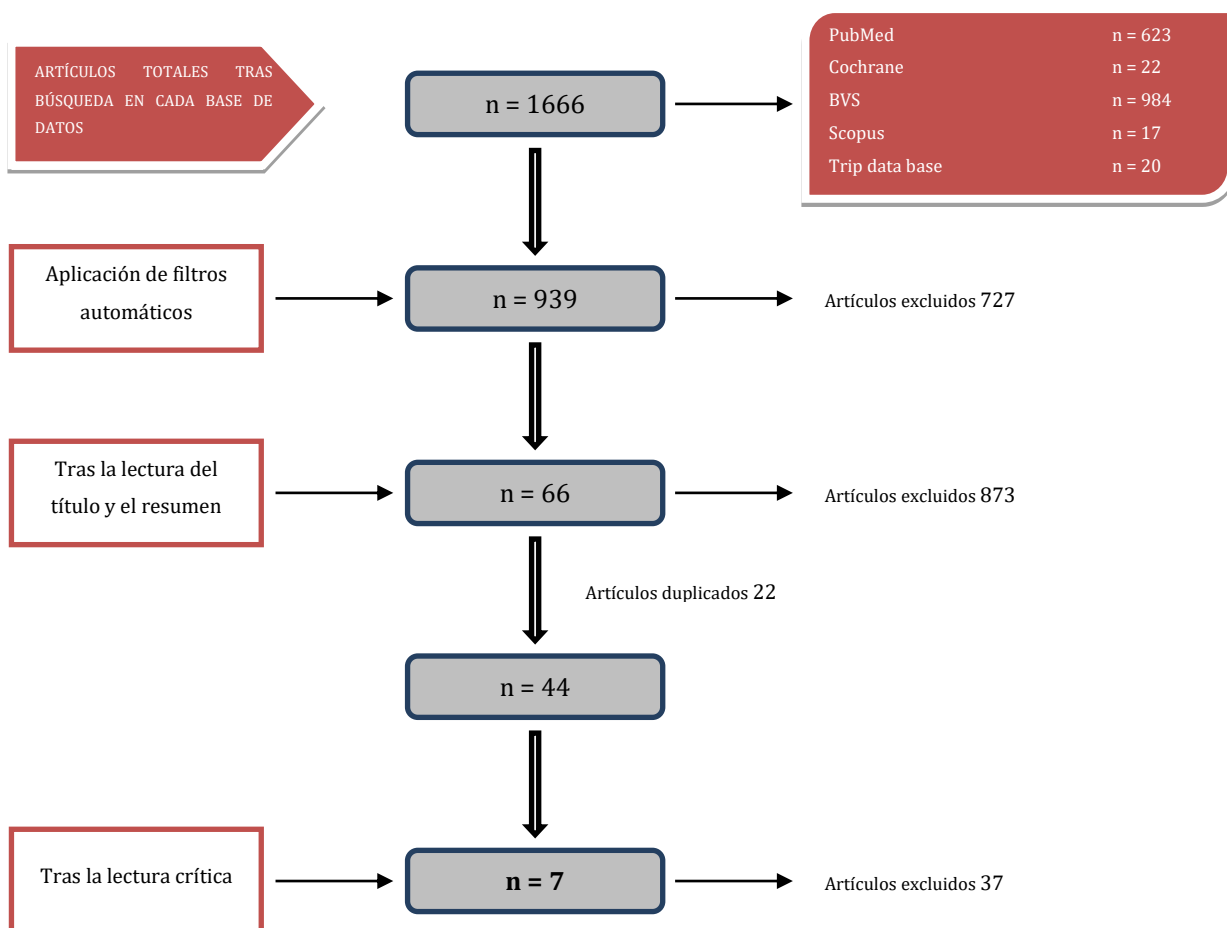 ARTÍCULOS TOTALES TRAS
BÚSQUEDA EN CADA BASE DE
DATOS
n = 1666
PubMed n = 623
Cochrane n = 22
BVS n = 984
Scopus n = 17
Trip data base n = 20
Aplicación de filtros
automáticos
n = 939
Artículos excluidos 727
Tras la lectura del
título y el resumen
n = 66
Artículos excluidos 873
Artículos duplicados 22
n = 44
Tras la lectura crítica
n = 7
Artículos excluidos 37